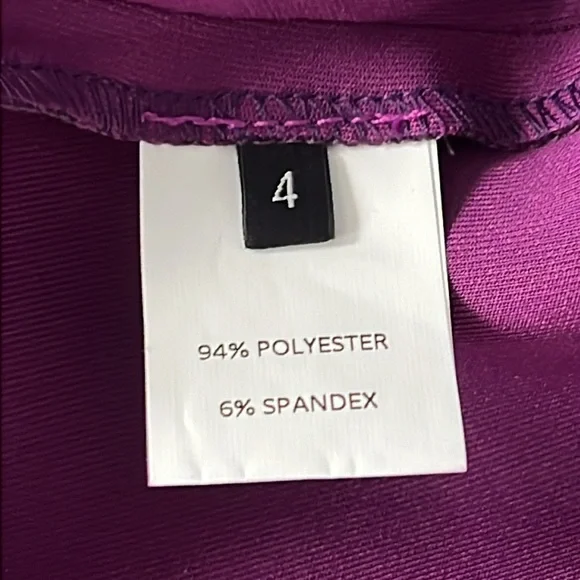 4
94% POLYESTER
6% SPANDEX